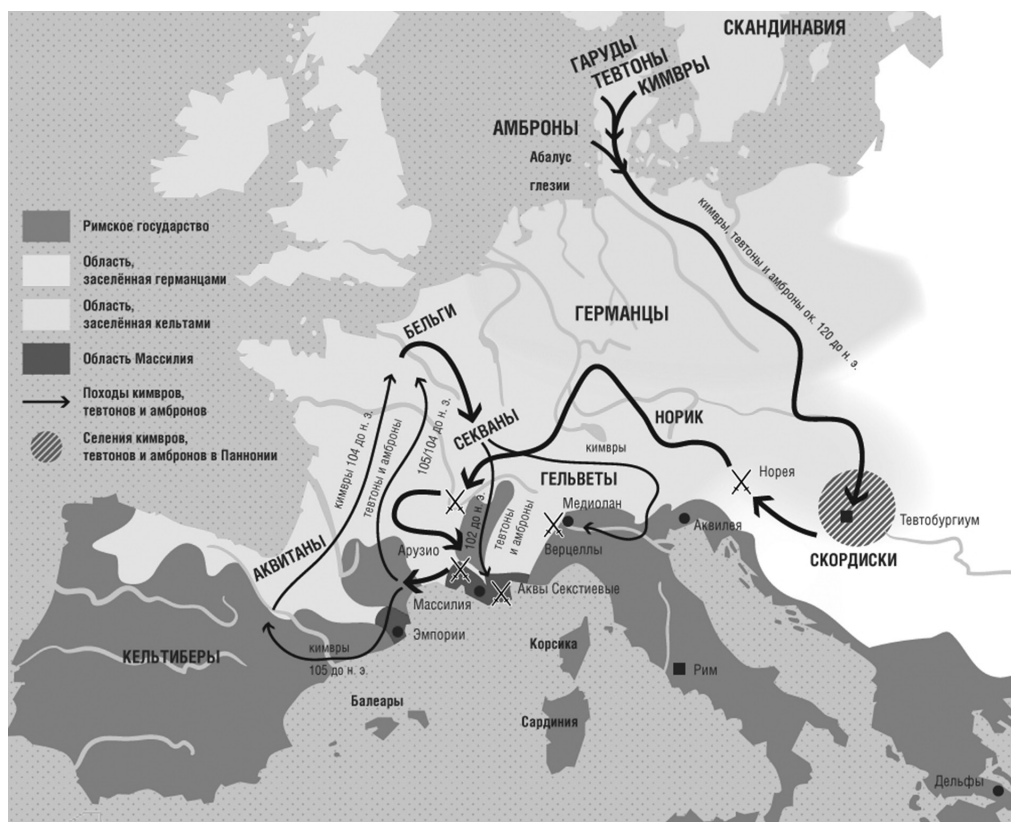 СКАНДИНАВИЯ
ГАРУДЫ
ТЕВТОНЫ
КИМВРЫ
АМБРОНЫ
Абалус
глезии
кимвры, тевтоны и амброны ок. 120 до н. э.
Римское государство
Область,
заселённая германцами
Область,
заселённая кельтами
Область Массилия
Походы кимвров,
тевтонов и амбронов
Селения кимвров,
тевтонов и амбронов в Паннонии
БЕЛЬГИ
ГЕРМАНЦЫ
СЕКВАНЫ
НОРИК
кимвры
Норея
ГЕЛЬВЕТЫ
Медиолан
Аквилея
Тевтобургиум
СКОРДИСКИ
кимвры 104 до н. э.
тевтоны и амброны
105/104 до н. э.
102 до н. э.
тевтоны
и амброны
Верцеллы
Арузио
АКВИТАНЫ
Массилия
Аквы Секстиевые
Эмпории
КЕЛЬТИБЕРЫ
кимвры
105 до н. э.
Корсика
Рим
Балеары
Сардиния
Дельфы